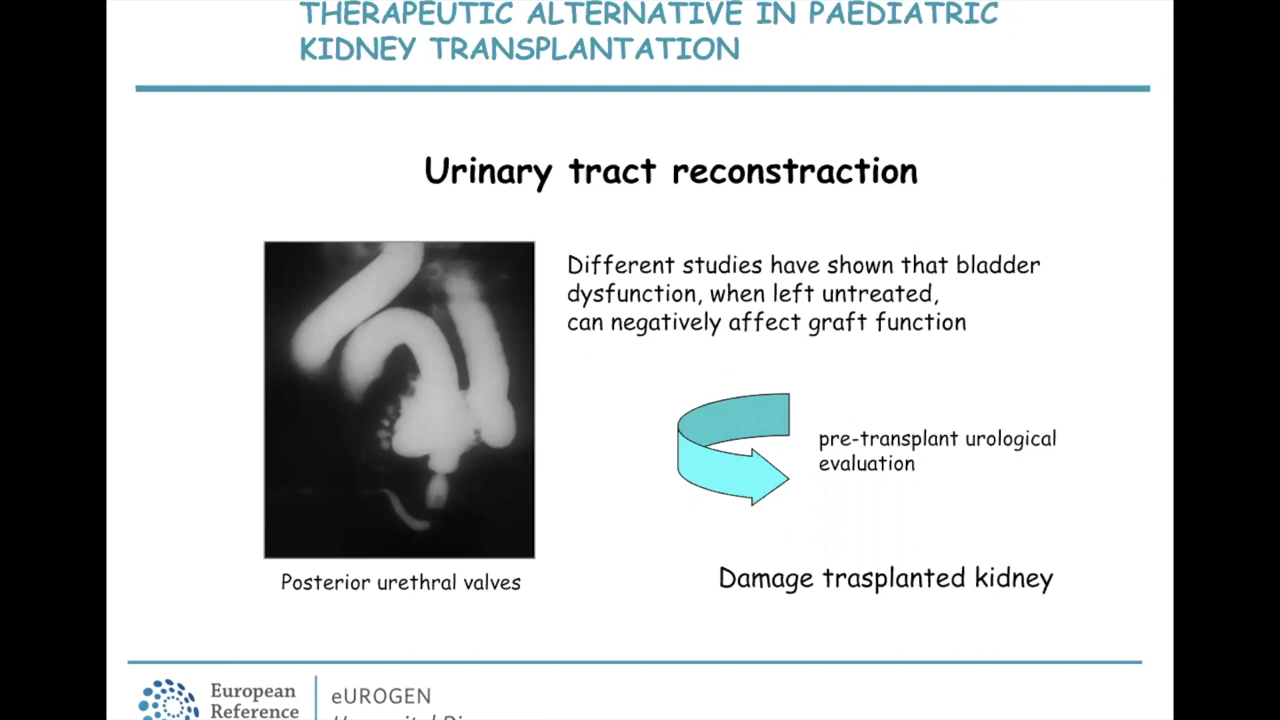 THERAPEUTIC ALTERNATIVE IN PAEDIATRIC
KIDNEY TRANSPLANTATION
Urinary tract reconstraction
Different studies have shown that bladder
dysfunction, when left untreated,
can negatively affect graft function
pre-transplant urological
evaluation
Posterior urethral valves
Damage trasplanted kidney
European
Reference
eUROGEN